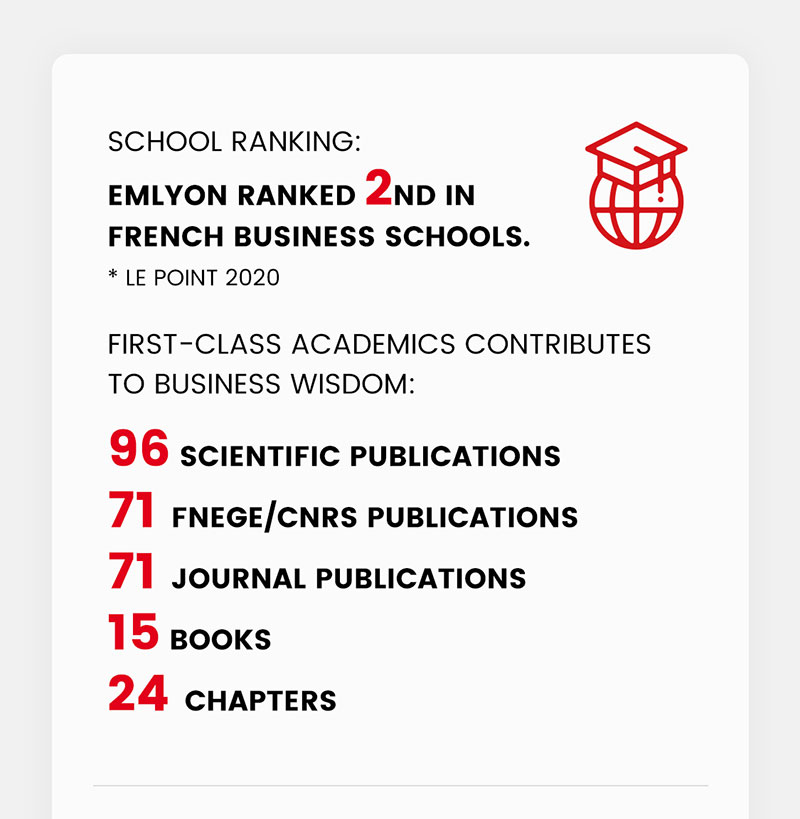 SCHOOL RANKING:
EMLYON RANKED 2ND IN
FRENCH BUSINESS SCHOOLS.
* LE POINT 2020
FIRST-CLASS ACADEMICS CONTRIBUTES
TO BUSINESS WISDOM:
96 SCIENTIFIC PUBLICATIONS
71 FNEGE/CNRS PUBLICATIONS
71 JOURNAL PUBLICATIONS
15 BOOKS
24 CHAPTERS